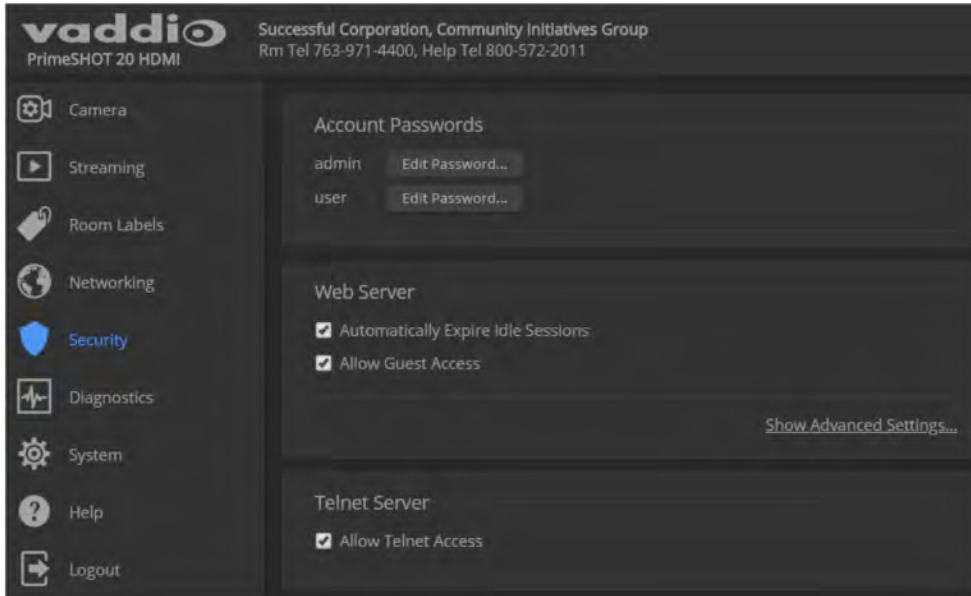 vaddio
PrimeSHOT 20 HDMI
Successful Corporation, Community Initiatives Group
Rm Tel 763-971-4400, Help Tel 800-572-2011
Camera
Streaming
Room Labels
Networking
Security
Diagnostics
System
Help
Logout
Account Passwords
admin Edit Password...
user Edit Password...
Web Server
Automatically Expire Idle Sessions
Allow Guest Access
Show Advanced Settings...
Telnet Server
Allow Telnet Access